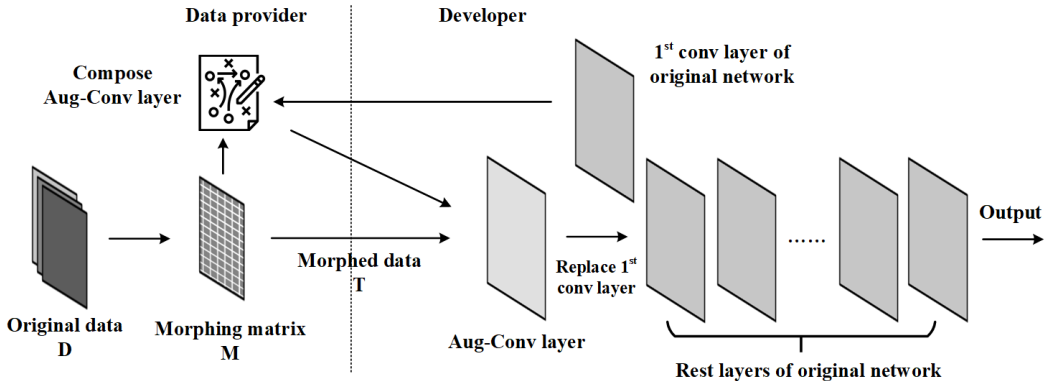 Data provider
Developer
Compose
Aug-Conv layer
1st conv layer of
original network
Output
Morphed data
T
Replace 1st
conv layer
Original data
D
Morphing matrix
M
Aug-Conv layer
......
Rest layers of original network